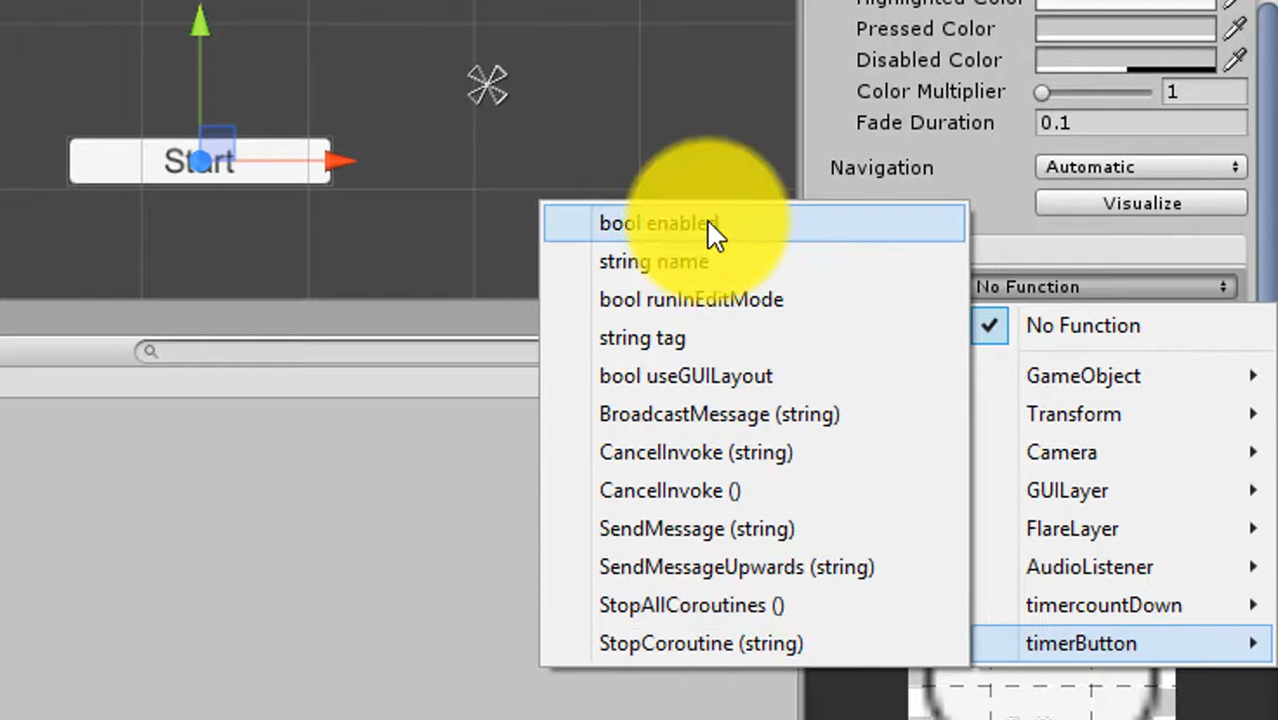 Highlighted Color
Pressed Color
Disabled Color
Color Multiplier
1
Fade Duration
0.1
Navigation
Automatic
Visualize
Start
No Function
bool enabled
string name
bool runInEditMode
string tag
bool useGUILayout
BroadcastMessage (string)
CancelInvoke (string)
CancelInvoke ()
SendMessage (string)
SendMessageUpwards (string)
StopAllCoroutines ()
StopCoroutine (string)
No Function
GameObject
Transform
Camera
GUILayer
FlareLayer
AudioListener
timercountDown
timerButton